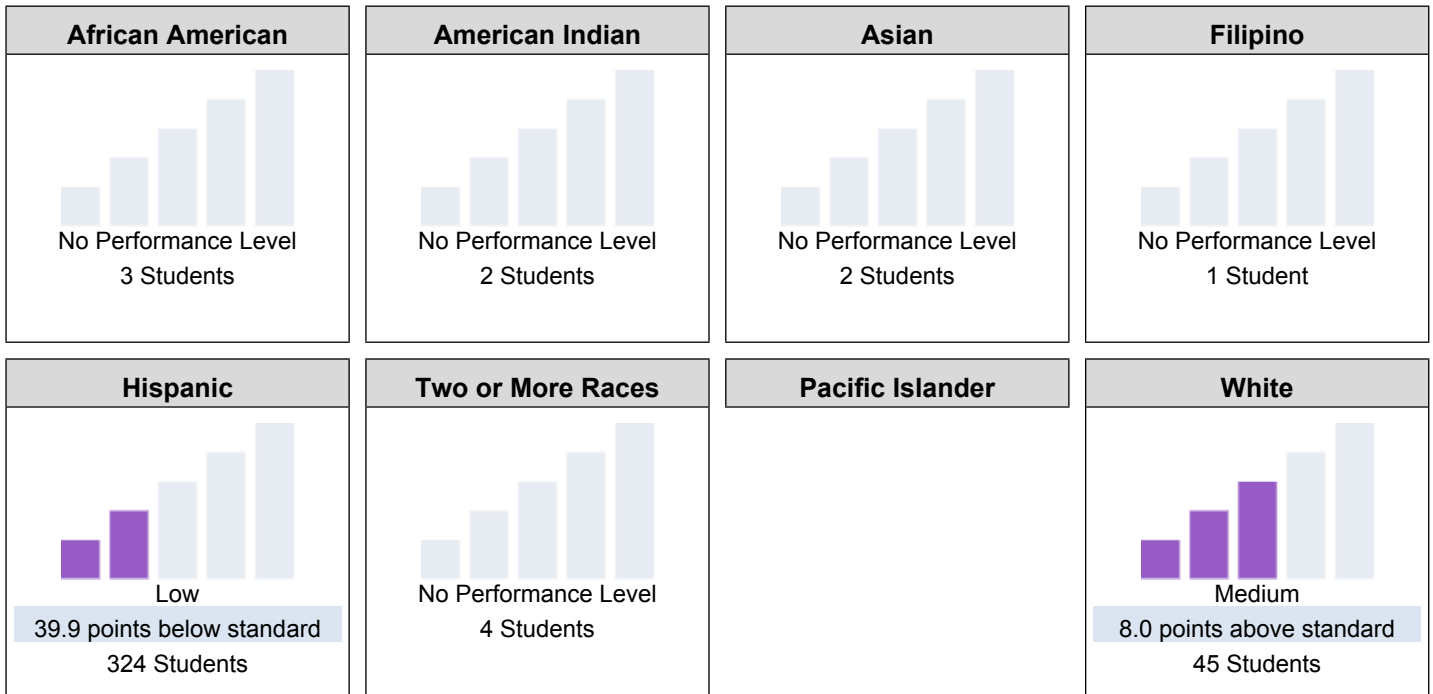 African American
No Performance Level
3 Students
American Indian
No Performance Level
2 Students
Asian
No Performance Level
2 Students
Filipino
No Performance Level
1 Student
Hispanic
Low
39.9 points below standard
324 Students
Two or More Races
No Performance Level
4 Students
Pacific Islander
White
Medium
8.0 points above standard
45 Students